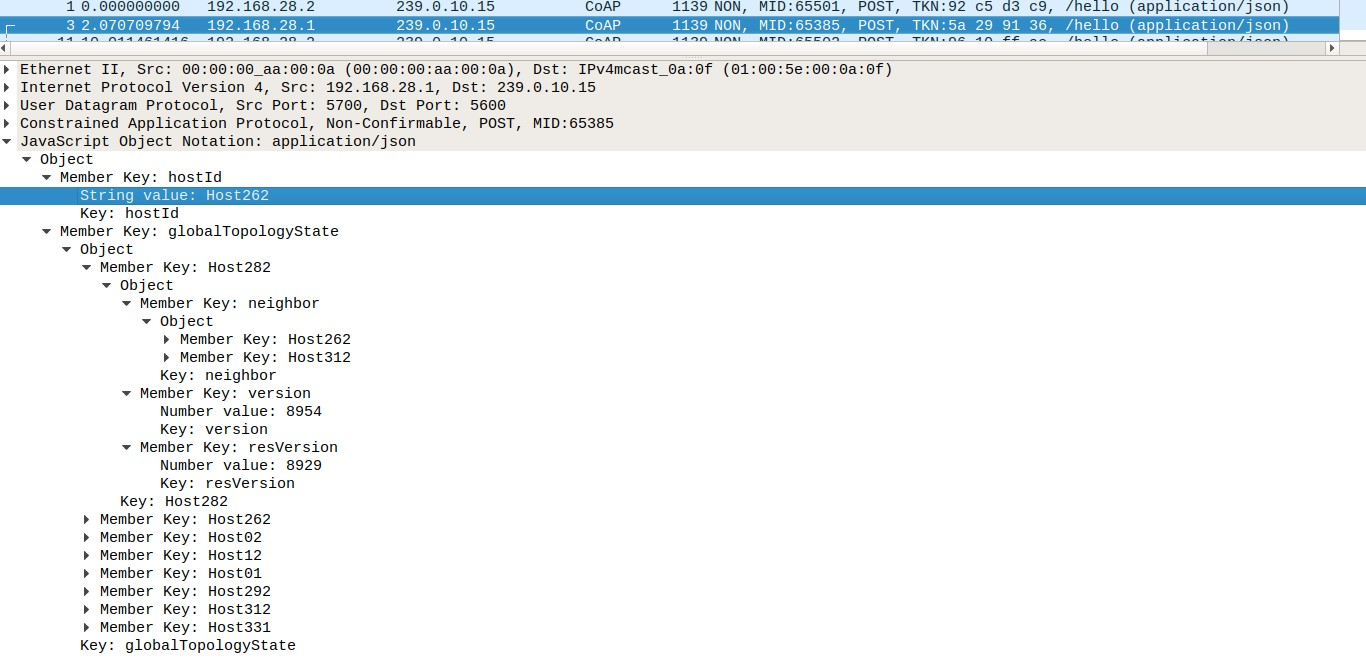 1 0.000000000 192.168.28.2 239.0.10.15 CoAP 1139 NON, MID:65501, POST, TKN:92 c5 d3 c9, /hello (application/json)
3 2.070709794 192.168.28.1 239.0.10.15 CoAP 1139 NON, MID:65385, POST, TKN:5a 29 91 36, /hello (application/json)
Ethernet II, Src: 00:00:00_aa:00:0a (00:00:00:aa:00:0a), Dst: IPv4mcast_0a:0f (01:00:5e:00:0a:0f)
Internet Protocol Version 4, Src: 192.168.28.1, Dst: 239.0.10.15
User Datagram Protocol, Src Port: 5700, Dst Port: 5600
Constrained Application Protocol, Non-Confirmable, POST, MID:65385
JavaScript Object Notation: application/json
Object
Member Key: hostId
String value: Host262
Key: hostId
Member Key: globalTopologyState
Object
Member Key: Host282
Object
Member Key: neighbor
Object
Member Key: Host262
Member Key: Host312
Key: neighbor
Member Key: version
Number value: 8954
Key: version
Member Key: resVersion
Number value: 8929
Key: resVersion
Key: Host282
Member Key: Host262
Member Key: Host02
Member Key: Host12
Member Key: Host01
Member Key: Host292
Member Key: Host312
Member Key: Host331
Key: globalTopologyState